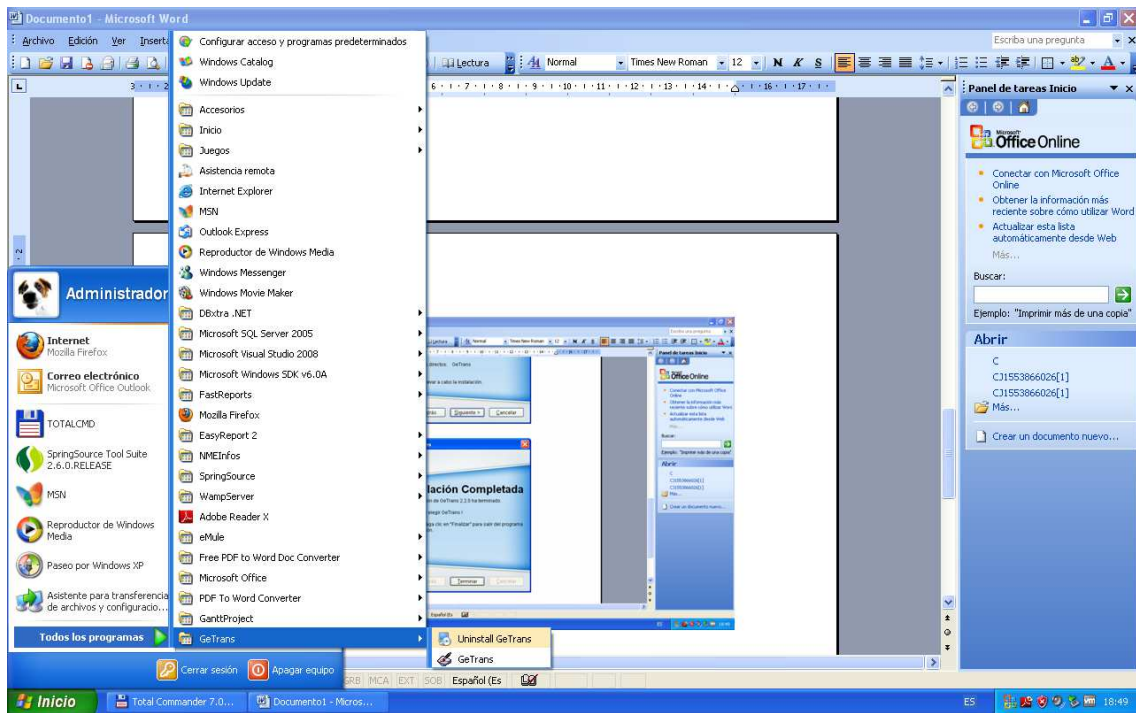 Documento1 - Microsoft Word
Archivo Edición Ver Inserta
Escriba una pregunta
Lectura Normal Times New Roman 12 N K S
Panel de tareas Inicio
Microsoft
Office Online
Conectar con Microsoft Office
Online
Obtener la información más
reciente sobre cómo utilizar Word
Actualizar esta lista
automáticamente desde Web
Más...
Buscar:
Ejemplo: "Imprimir más de una copia"
Abrir
C
CJ1553866026[1]
CJ1553866026[1]
Más...
Crear un documento nuevo...
Configurar acceso y programas predeterminados
Windows Catalog
Windows Update
Accesorios
Inicio
Juegos
Asistencia remota
Internet Explorer
MSN
Outlook Express
Reproductor de Windows Media
Windows Messenger
Windows Movie Maker
DBxtra .NET
Microsoft SQL Server 2005
Microsoft Visual Studio 2008
Microsoft Windows SDK v6.0A
FastReports
Mozilla Firefox
EasyReport 2
NMEInfos
SpringSource
WampServer
Adobe Reader X
eMule
Free PDF to Word Doc Converter
Microsoft Office
PDF To Word Converter
GanttProject
GeTrans
Uninstall GeTrans
GeTrans
Administrador
Internet
Mozilla Firefox
Correo electrónico
Microsoft Office Outlook
TOTALCMD
SpringSource Tool Suite
2.6.0.RELEASE
MSN
Reproductor de Windows
Media
Paseo por Windows XP
Asistente para transferencia
de archivos y configuracio...
Todos los programas
Cerrar sesión Apagar equipo
lación Completada
Siguiente > Cancelar
Terminar
GRB MCA EXT SOB Español (Es
Inicio
Total Commander 7.0...
Documento1 - Micros...
ES
18:49